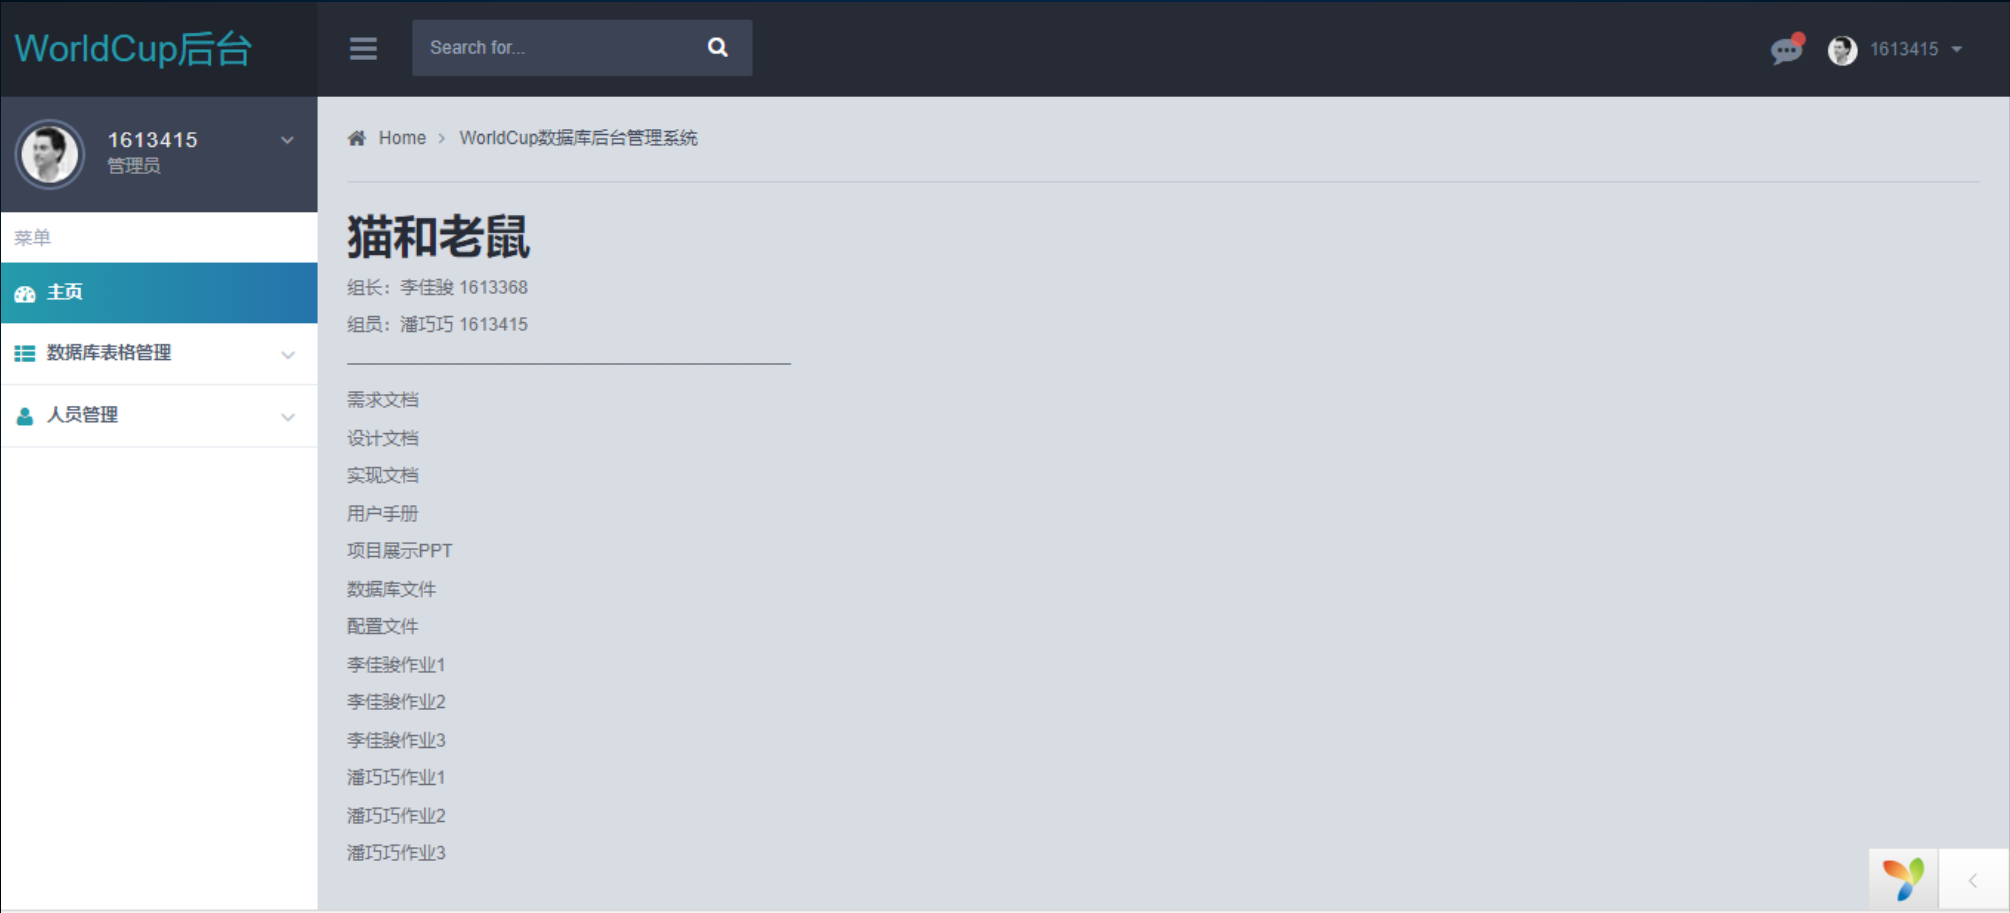 WorldCup后台
Search for...
1613415
1613415
管理员
菜单
主页
数据库表格管理
人员管理
Home > WorldCup数据库后台管理系统
猫和老鼠
组长：李佳骏 1613368
组员：潘巧巧 1613415
需求文档
设计文档
实现文档
用户手册
项目展示PPT
数据库文件
配置文件
李佳骏作业1
李佳骏作业2
李佳骏作业3
潘巧巧作业1
潘巧巧作业2
潘巧巧作业3